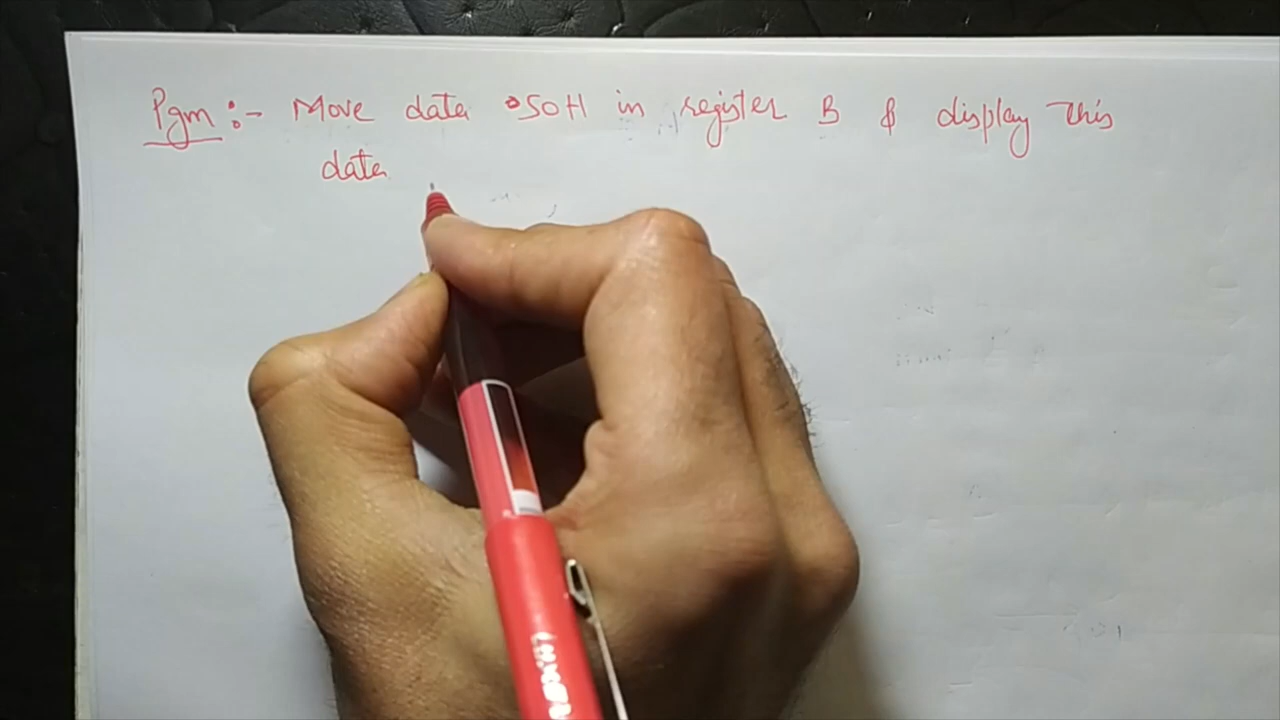 Pgm :- Move data 50H in register B & display this
data